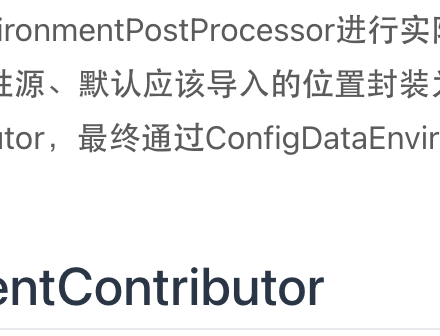 ironmentPostProcessor进行实际
性源、默认应该导入的位置封装为
utor，最终通过ConfigDataEnvir
entContributor